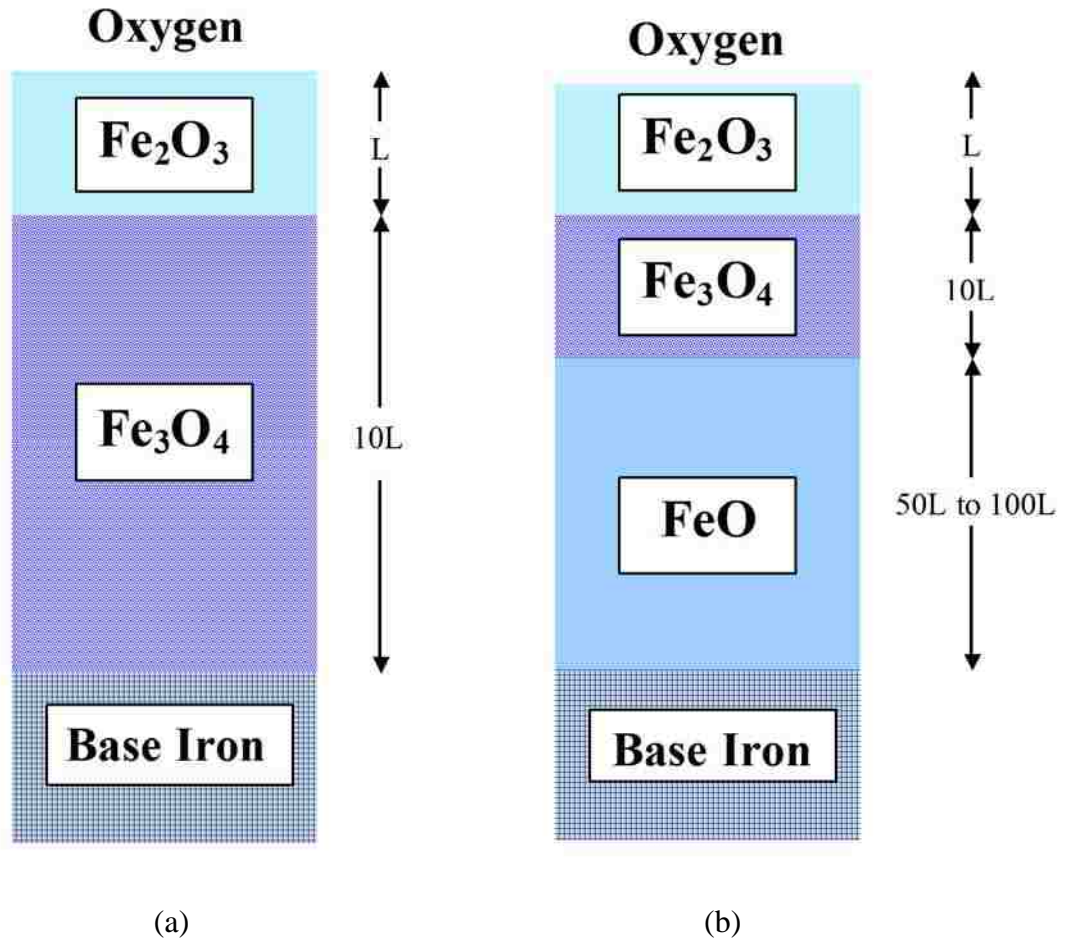 Oxygen
Fe₂O₃
L
Fe₃O₄
10L
Base Iron
(a)
Oxygen
Fe₂O₃
L
Fe₃O₄
10L
FeO
50L to 100L
Base Iron
(b)